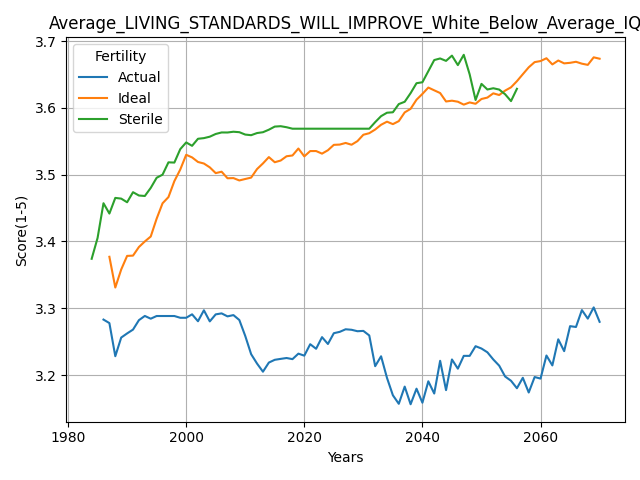 Average_LIVING_STANDARDS_WILL_IMPROVE_White_Below_Average_IQ
Fertility
Actual
Ideal
Sterile
Score(1-5)
3.7
3.6
3.5
3.4
3.3
3.2
1980
2000
2020
2040
2060
Years